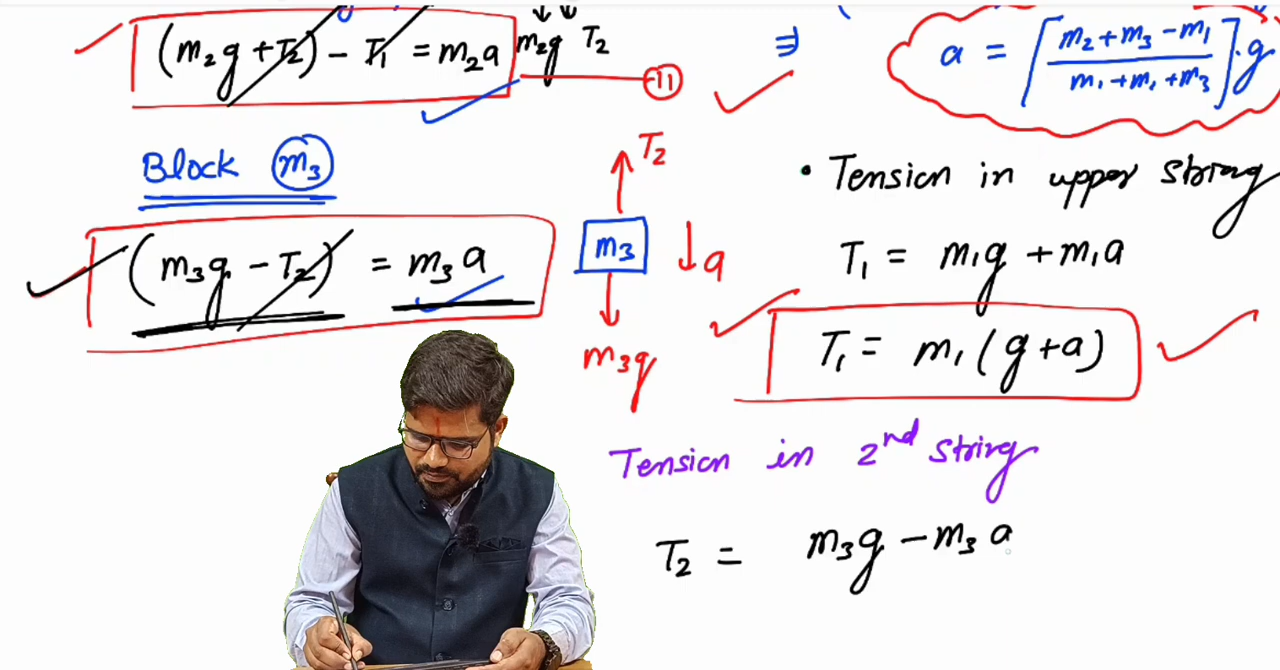 (m₂g + T₂) – T₁ = m₂a
m₂g T₂
11
⇒
a = [m₂ + m₃ – m₁ / m₁ + m₁ + m₃] . g
Block m₃
T₂
m₃
↓ a
m₃g
(m₃g – T₂) = m₃a
• Tension in upper string
T₁ = m₁g + m₁a
T₁ = m₁(g + a)
Tension in 2nd string
T₂ = m₃g – m₃a